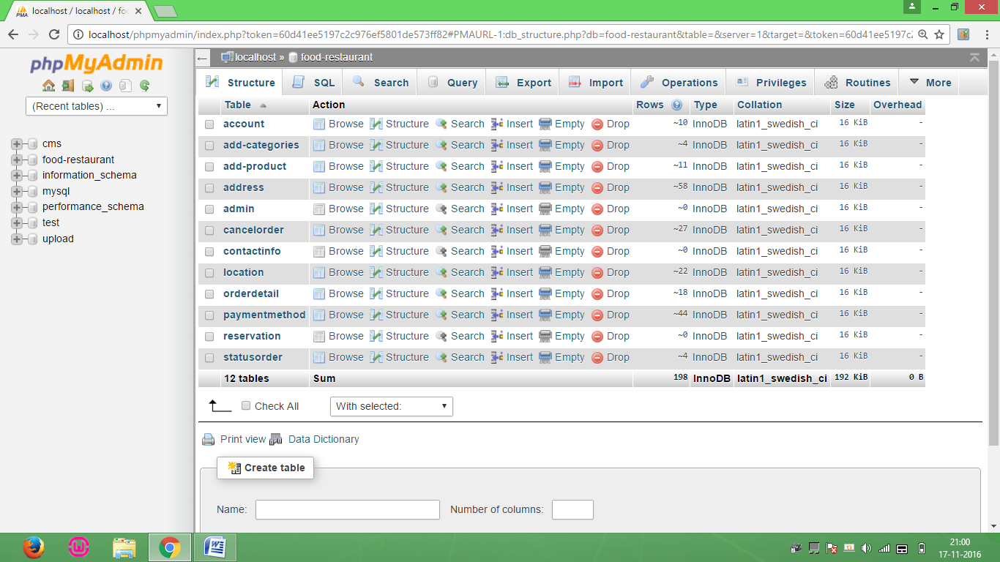 localhost / localhost / foo
localhost/phpmyadmin/index.php?token=60d41ee5197c2c976ef5801de573ff82#PMAURL-1:db_structure.php?db=food-restaurant&table=&server=1&target=&token=60d41ee5197c2
phpMyAdmin
(Recent tables) ...
cms
food-restaurant
information_schema
mysql
performance_schema
test
upload
localhost » food-restaurant
Structure SQL Search Query Export Import Operations Privileges Routines More
Table Action Rows Type Collation Size Overhead
account Browse Structure Search Insert Empty Drop ~10 InnoDB latin1_swedish_ci 16 KiB -
add-categories Browse Structure Search Insert Empty Drop ~4 InnoDB latin1_swedish_ci 16 KiB -
add-product Browse Structure Search Insert Empty Drop ~11 InnoDB latin1_swedish_ci 16 KiB -
address Browse Structure Search Insert Empty Drop ~58 InnoDB latin1_swedish_ci 16 KiB -
admin Browse Structure Search Insert Empty Drop ~0 InnoDB latin1_swedish_ci 16 KiB -
cancelorder Browse Structure Search Insert Empty Drop ~27 InnoDB latin1_swedish_ci 16 KiB -
contactinfo Browse Structure Search Insert Empty Drop ~0 InnoDB latin1_swedish_ci 16 KiB -
location Browse Structure Search Insert Empty Drop ~22 InnoDB latin1_swedish_ci 16 KiB -
orderdetail Browse Structure Search Insert Empty Drop ~18 InnoDB latin1_swedish_ci 16 KiB -
paymentmethod Browse Structure Search Insert Empty Drop ~44 InnoDB latin1_swedish_ci 16 KiB -
reservation Browse Structure Search Insert Empty Drop ~0 InnoDB latin1_swedish_ci 16 KiB -
statusorder Browse Structure Search Insert Empty Drop ~4 InnoDB latin1_swedish_ci 16 KiB -
12 tables Sum 198 InnoDB latin1_swedish_ci 192 KiB 0 B
Check All With selected:
Print view Data Dictionary
Create table
Name: Number of columns:
21:00
17-11-2016